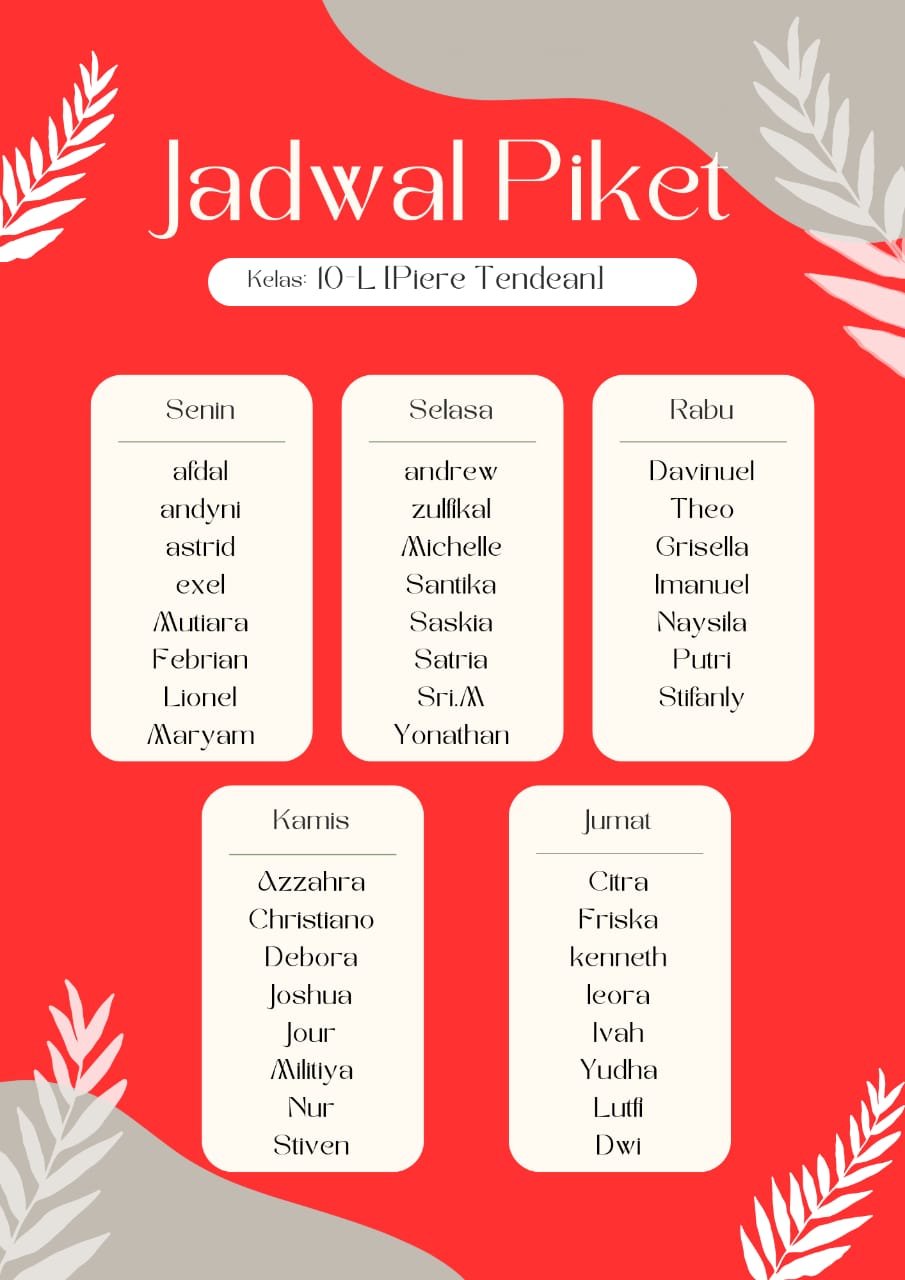 Jadwal Piket
Kelas: 10-L [Piere Tendean]
Senin
afdal
andyni
astrid
exel
Mutiara
Febrian
Lionel
Maryam
Selasa
andrew
zulfikal
Michelle
Santika
Saskia
Satria
Sri.M
Yonathan
Rabu
Davinuel
Theo
Grisella
Imanuel
Naysila
Putri
Stifanly
Kamis
Azzahra
Christiano
Debora
Joshua
Jour
Militiya
Nur
Stiven
Jumat
Citra
Friska
kenneth
leora
Ivah
Yudha
Lutfi
Dwi